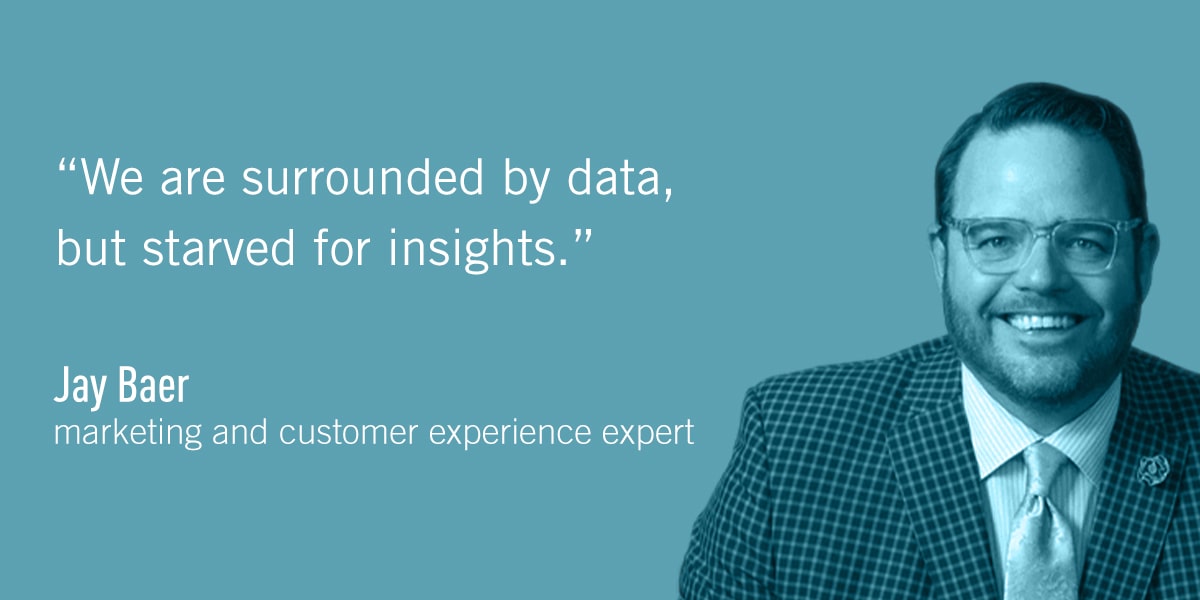 “We are surrounded by data,
but starved for insights.”
Jay Baer
marketing and customer experience expert